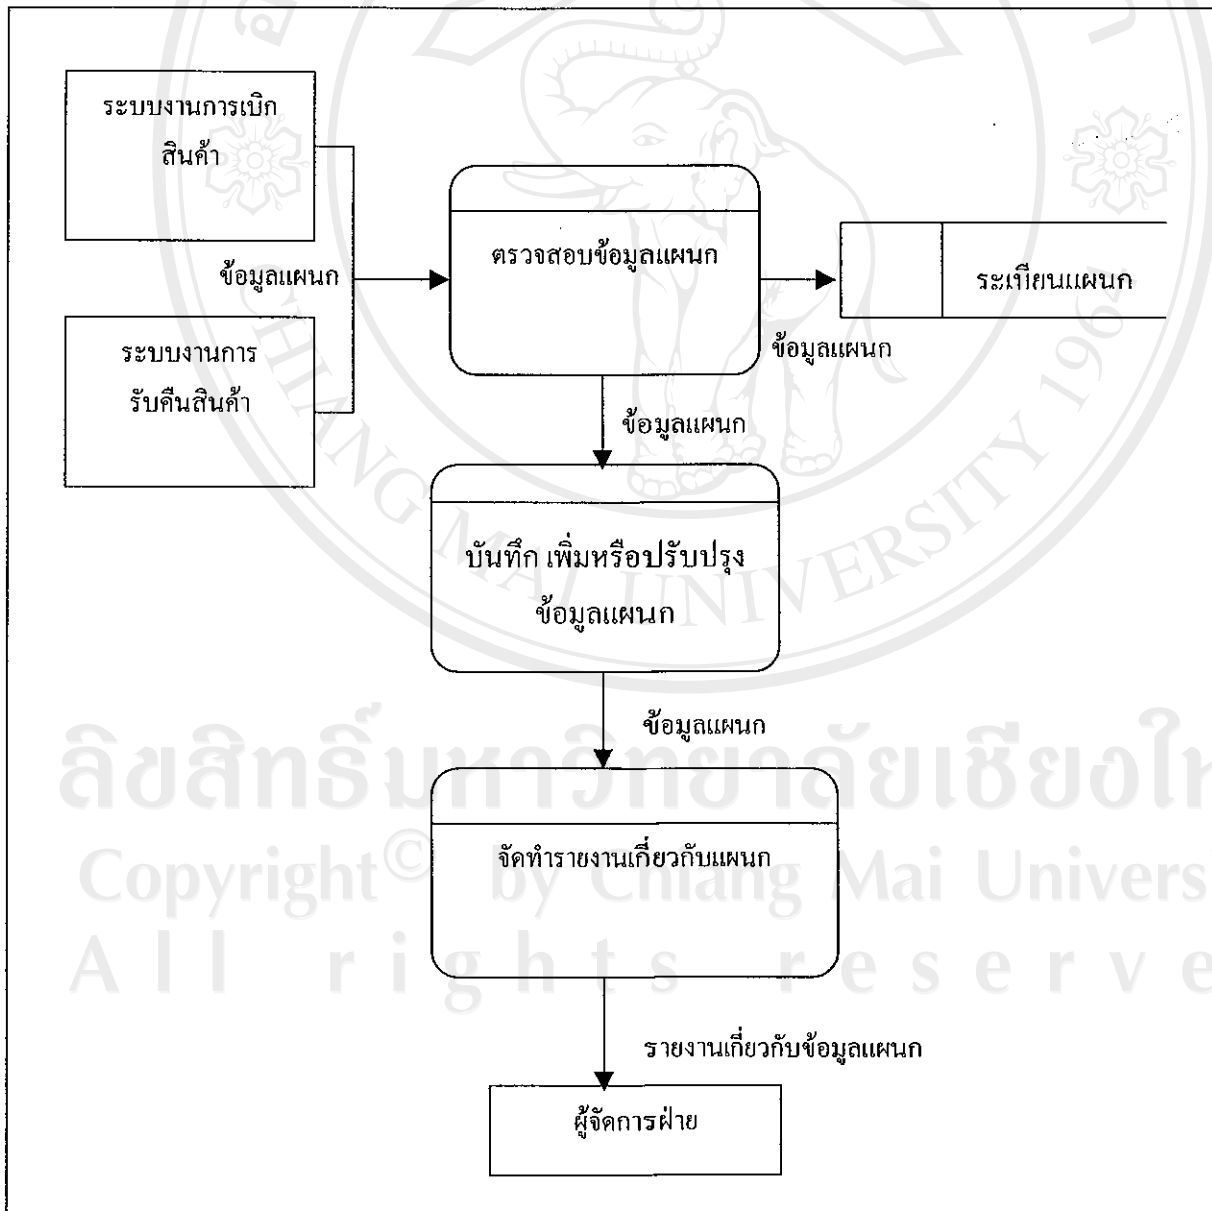 ระบบงานการเบิก
สินค้า
ตรวจสอบข้อมูลแผนก
ข้อมูลแผนก
ระเบียนแผนก
ระบบงานการ
รับคืนสินค้า
ข้อมูลแผนก
ข้อมูลแผนก
บันทึก เพิ่มหรือปรับปรุง
ข้อมูลแผนก
ข้อมูลแผนก
จัดทำรายงานเกี่ยวกับแผนก
รายงานเกี่ยวกับข้อมูลแผนก
ผู้จัดการฝ่าย
CHIANG MAI UNIVERSITY 1964
ลิขสิทธิ์มหาวิทยาลัยเชียงให
Copyright© by Chiang Mai Univers
All rights reserve